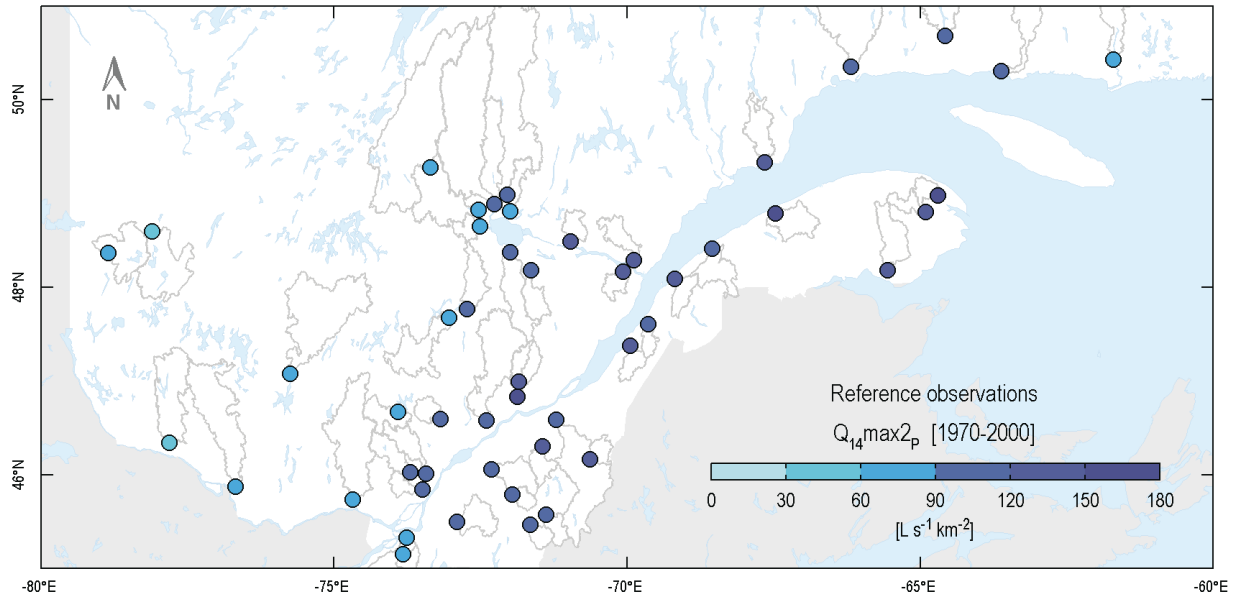 50°N
48°N
46°N
N
Reference observations
Q14max2P [1970-2000]
0 30 60 90 120 150 180
[L s-1 km-2]
-80°E -75°E -70°E -65°E -60°E